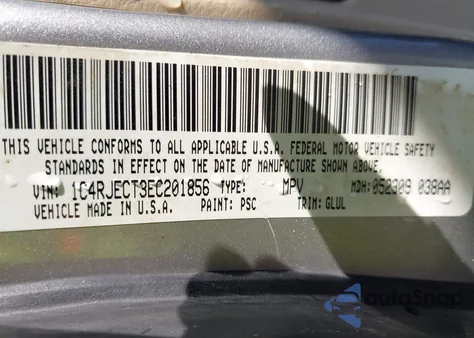 THIS VEHICLE CONFORMS TO ALL APPLICABLE U.S.A. FEDERAL MOTOR VEHICLE SAFETY
STANDARDS IN EFFECT ON THE DATE OF MANUFACTURE SHOWN ABOVE.
VIN: 1C4RJECT3EC201856 TYPE: MPV MDH: 052309 038AA
VEHICLE MADE IN U.S.A. PAINT: PSC TRIM: GLUL
autoSnap